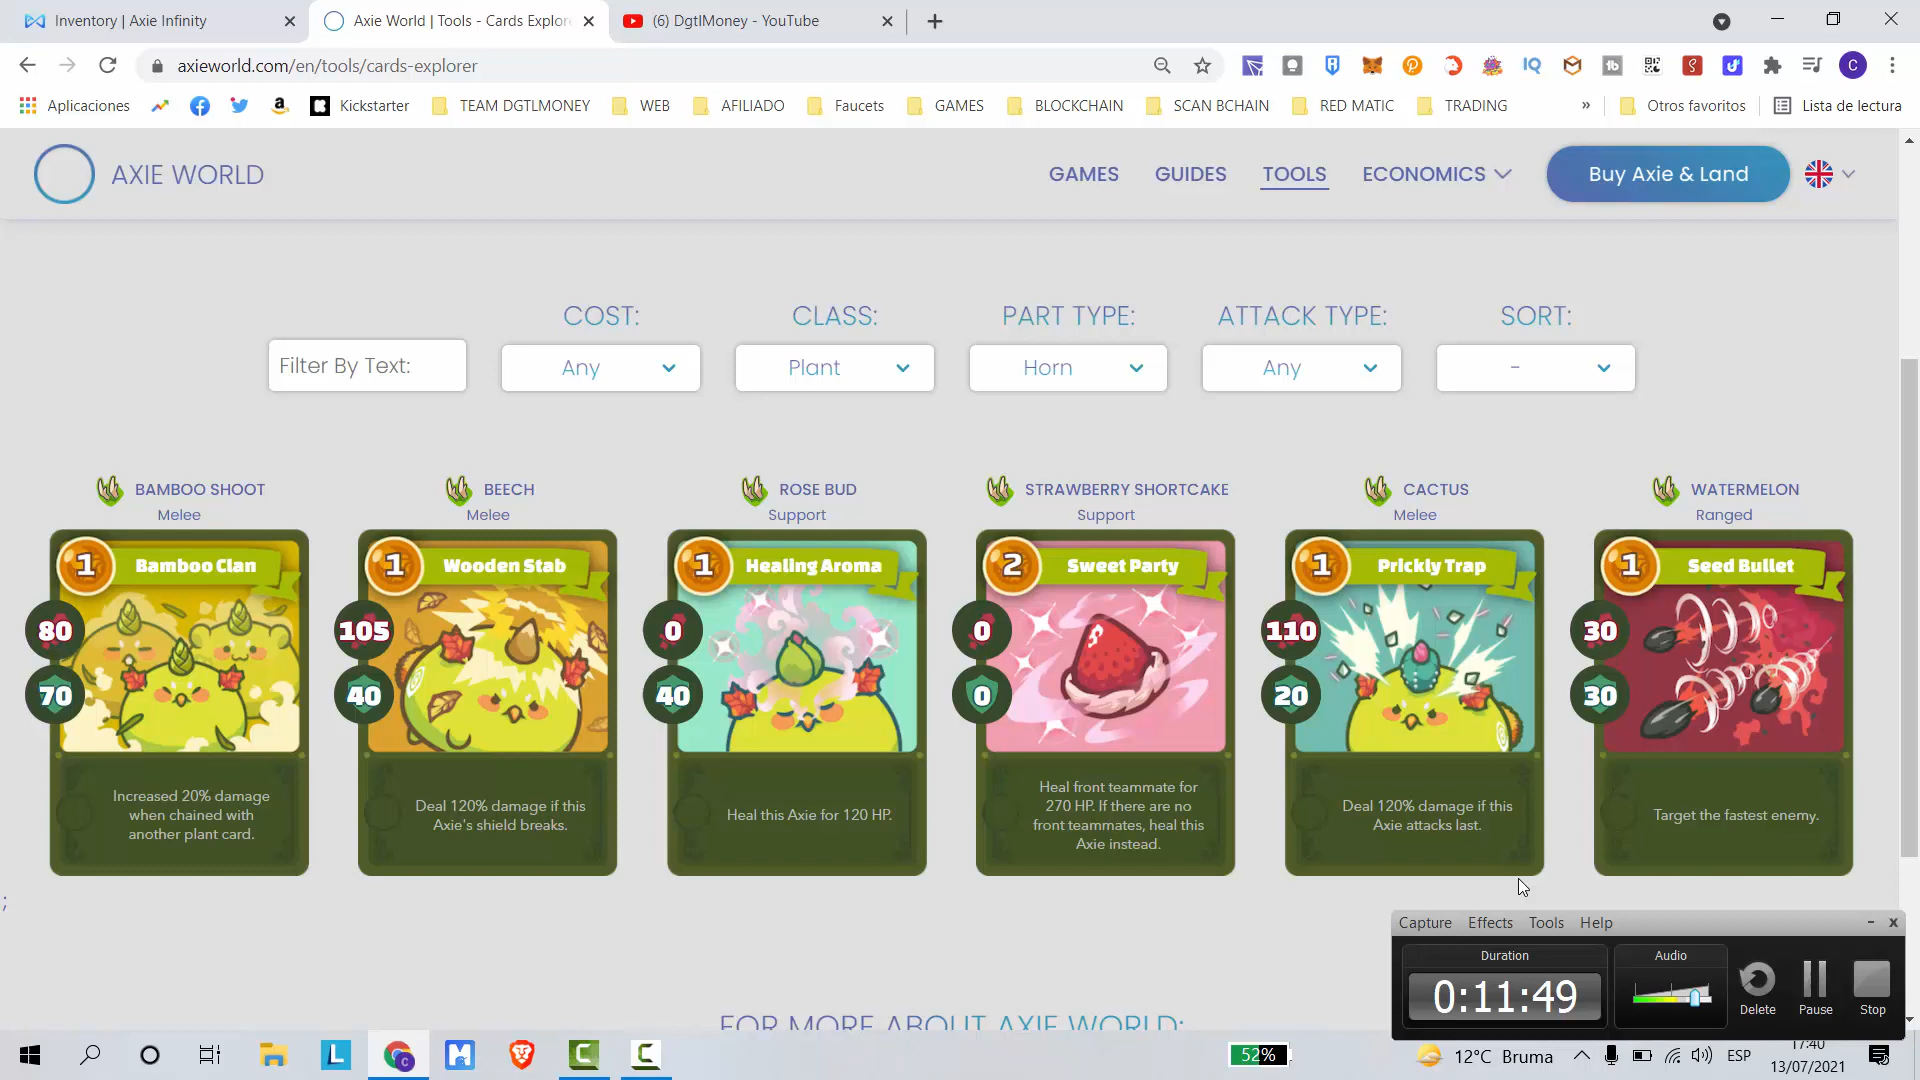 Inventory | Axie Infinity
Axie World | Tools - Cards Explor
(6) DgtlMoney - YouTube
axieworld.com/en/tools/cards-explorer
Aplicaciones
Kickstarter
TEAM DGTLMONEY
WEB
AFILIADO
Faucets
GAMES
BLOCKCHAIN
SCAN BCHAIN
RED MATIC
TRADING
»
Otros favoritos
Lista de lectura
AXIE WORLD
GAMES
GUIDES
TOOLS
ECONOMICS
Buy Axie & Land
COST:
CLASS:
PART TYPE:
ATTACK TYPE:
SORT:
Filter By Text:
Any
Plant
Horn
Any
-
BAMBOO SHOOT
Melee
1
Bamboo Clan
80
70
Increased 20% damage
when chained with
another plant card.
BEECH
Melee
1
Wooden Stab
105
40
Deal 120% damage if this
Axie's shield breaks.
ROSE BUD
Support
1
Healing Aroma
0
40
Heal this Axie for 120 HP.
STRAWBERRY SHORTCAKE
Support
2
Sweet Party
0
0
Heal front teammate for
270 HP. If there are no
front teammates, heal this
Axie instead.
CACTUS
Melee
1
Prickly Trap
110
20
Deal 120% damage if this
Axie attacks last.
WATERMELON
Ranged
1
Seed Bullet
30
30
Target the fastest enemy.
;
FOR MORE ABOUT AXIE WORLD:
Capture
Effects
Tools
Help
Duration
0:11:49
Audio
Delete
Pause
Stop
52%
12°C Bruma
ESP
17:40
13/07/2021